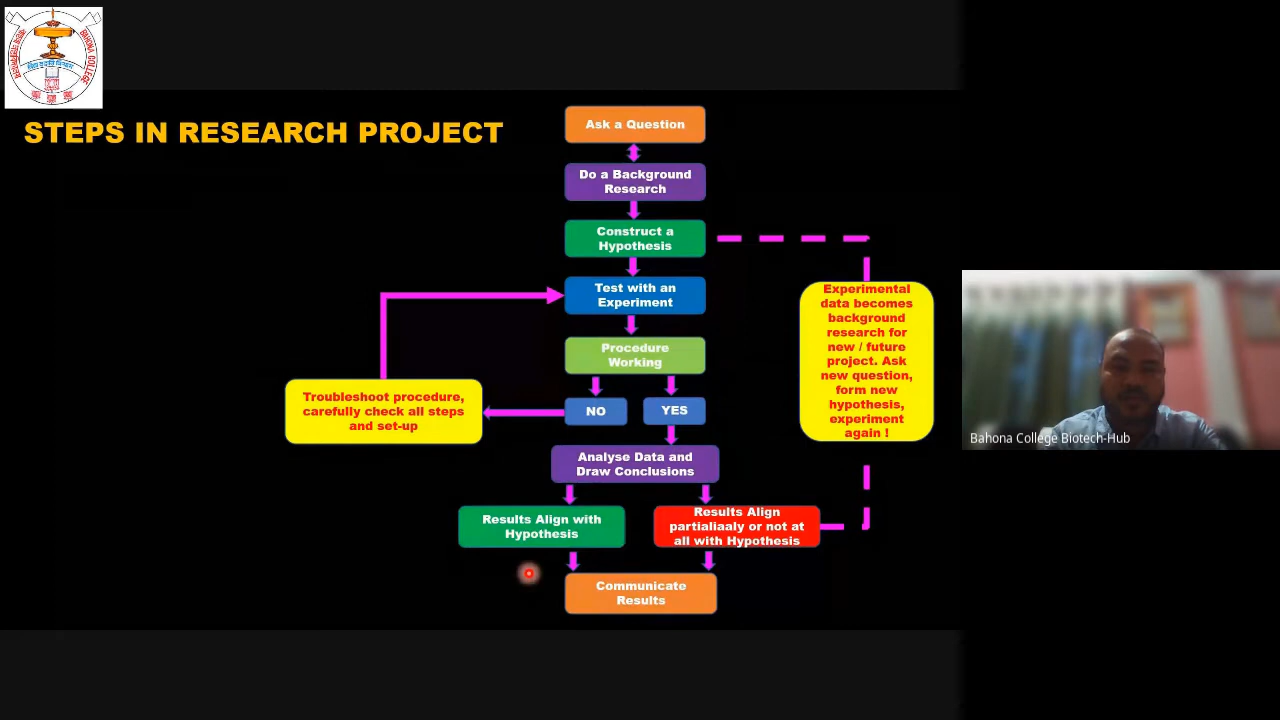 BAHONA COLLEGE
STEPS IN RESEARCH PROJECT
Ask a Question
Do a Background
Research
Construct a
Hypothesis
Test with an
Experiment
Procedure
Working
NO
YES
Troubleshoot procedure,
carefully check all steps
and set-up
Analyse Data and
Draw Conclusions
Results Align with
Hypothesis
Results Align
partialiaaly or not at
all with Hypothesis
Communicate
Results
Experimental
data becomes
background
research for
new / future
project. Ask
new question,
form new
hypothesis,
experiment
again !
Bahona College Biotech-Hub